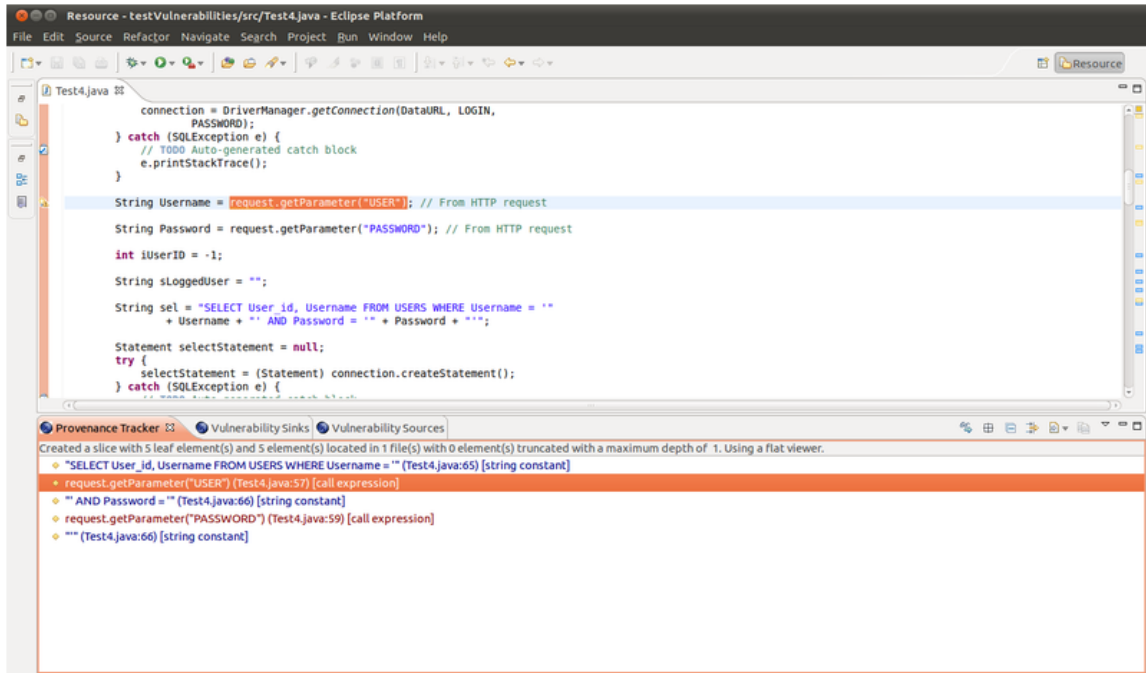 Resource - testVulnerabilities/src/Test4.java - Eclipse Platform
File Edit Source Refactor Navigate Search Project Run Window Help
Resource
Test4.java
connection = DriverManager.getConnection(DataURL, LOGIN,
PASSWORD);
} catch (SQLException e) {
// TODO Auto-generated catch block
e.printStackTrace();
}
String Username = request.getParameter("USER"); // From HTTP request
String Password = request.getParameter("PASSWORD"); // From HTTP request
int iUserID = -1;
String sLoggedUser = "";
String sel = "SELECT User_id, Username FROM USERS WHERE Username = '"
+ Username + "' AND Password = '" + Password + "'";
Statement selectStatement = null;
try {
selectStatement = (Statement) connection.createStatement();
} catch (SQLException e) {
// TODO Auto-generated catch block
Provenance Tracker Vulnerability Sinks Vulnerability Sources
Created a slice with 5 leaf element(s) and 5 element(s) located in 1 file(s) with 0 element(s) truncated with a maximum depth of 1. Using a flat viewer.
"SELECT User_id, Username FROM USERS WHERE Username = '" (Test4.java:65) [string constant]
request.getParameter("USER") (Test4.java:57) [call expression]
"' AND Password = '" (Test4.java:66) [string constant]
request.getParameter("PASSWORD") (Test4.java:59) [call expression]
"'" (Test4.java:66) [string constant]